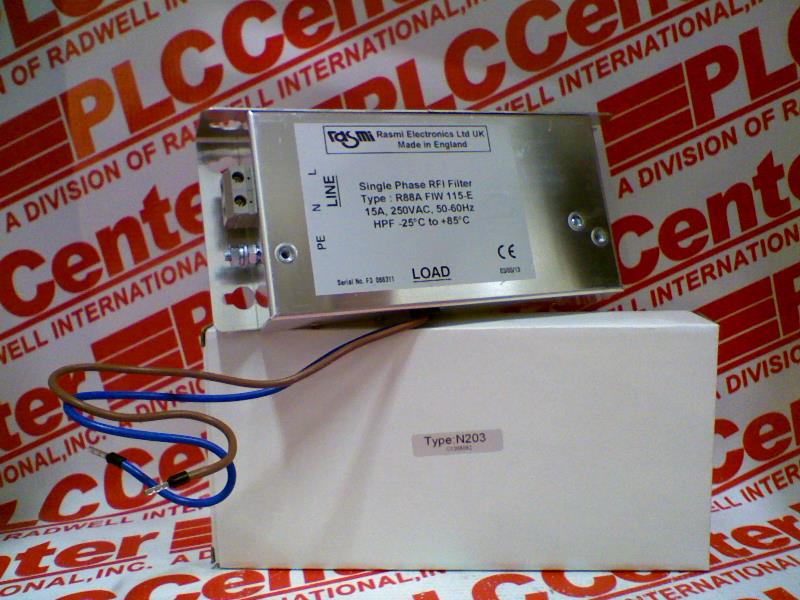 PLCCenter
A DIVISION OF RADWELL INTERNATIONAL, INC.
rasmi
Rasmi Electronics Ltd UK
Made in England
PE N L
LINE
Single Phase RFI Filter
Type : R88A FIW 115-E
15A, 250VAC, 50-60Hz
HPF -25°C to +85°C
Serial No. F3 066311
LOAD
CE
Type:N203